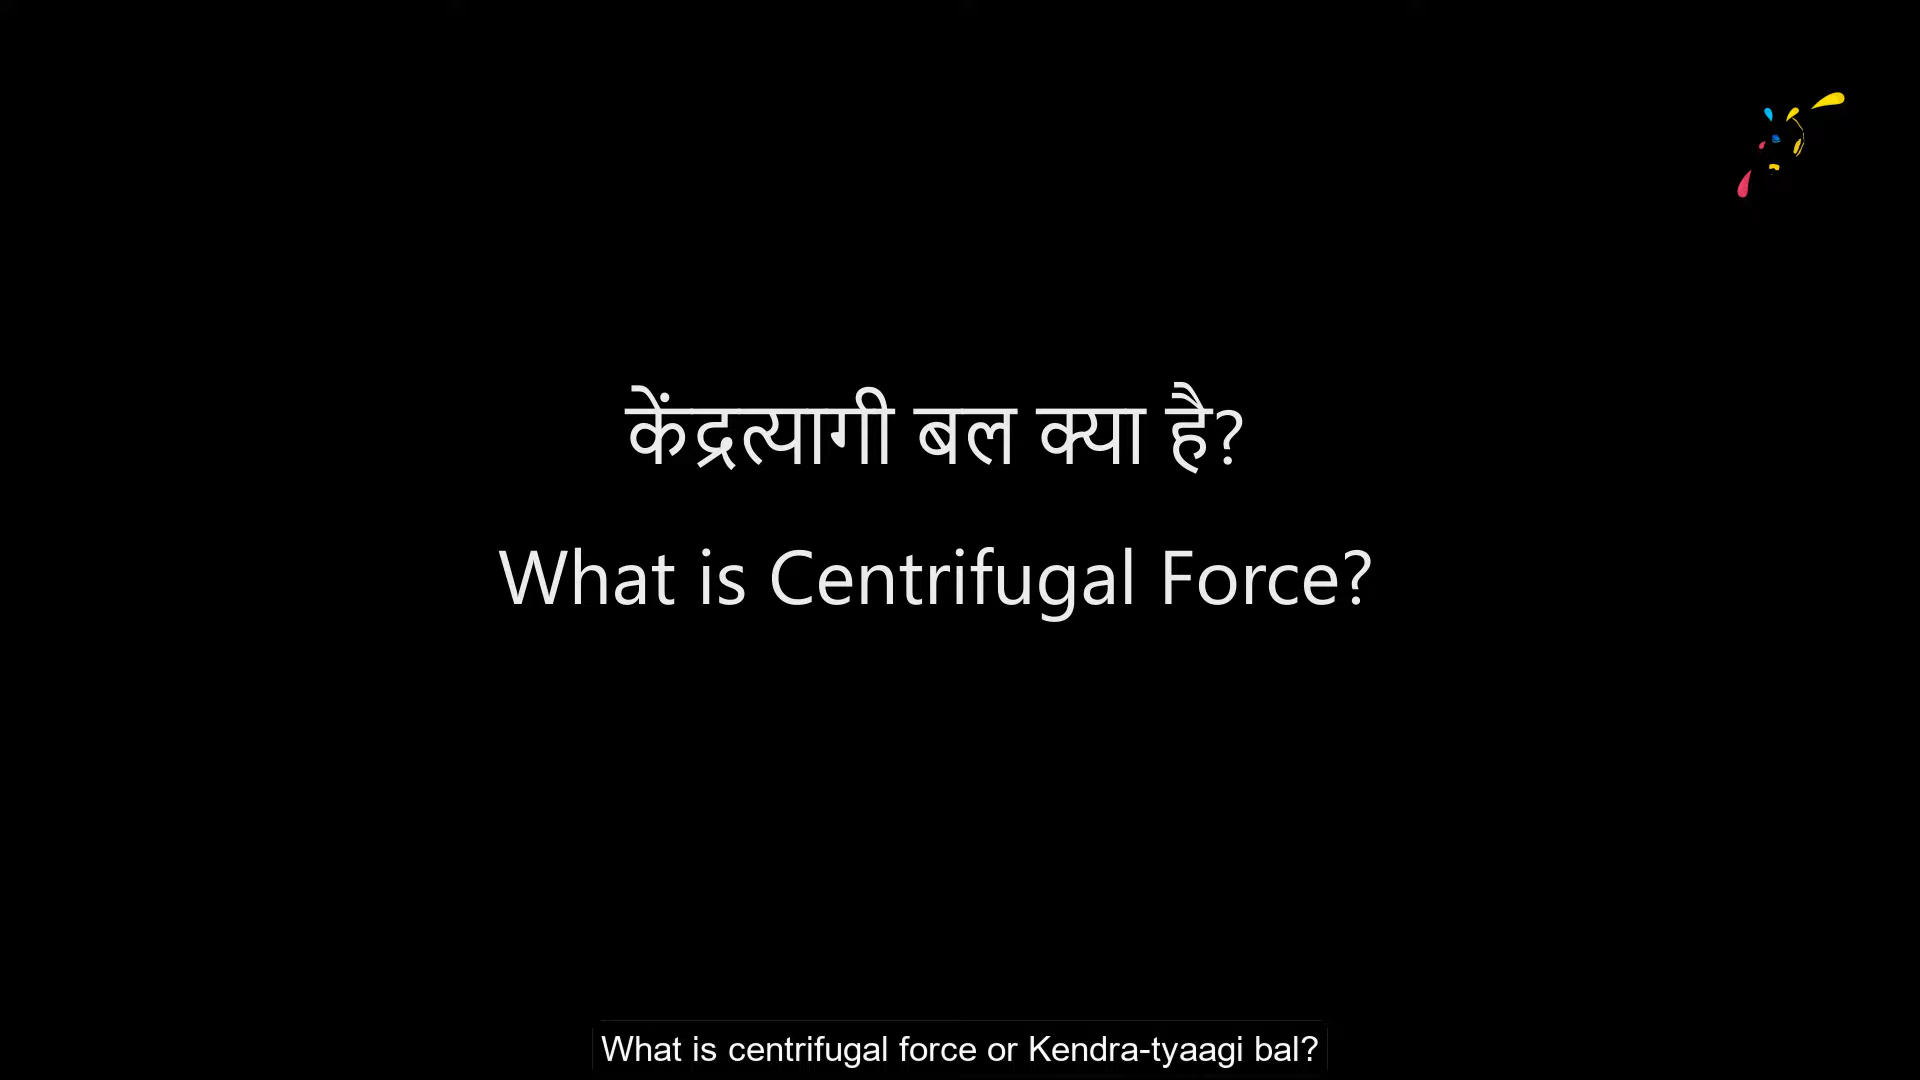 केंद्रत्यागी बल क्या है?
What is Centrifugal Force?
What is centrifugal force or Kendra-tyaagi bal?